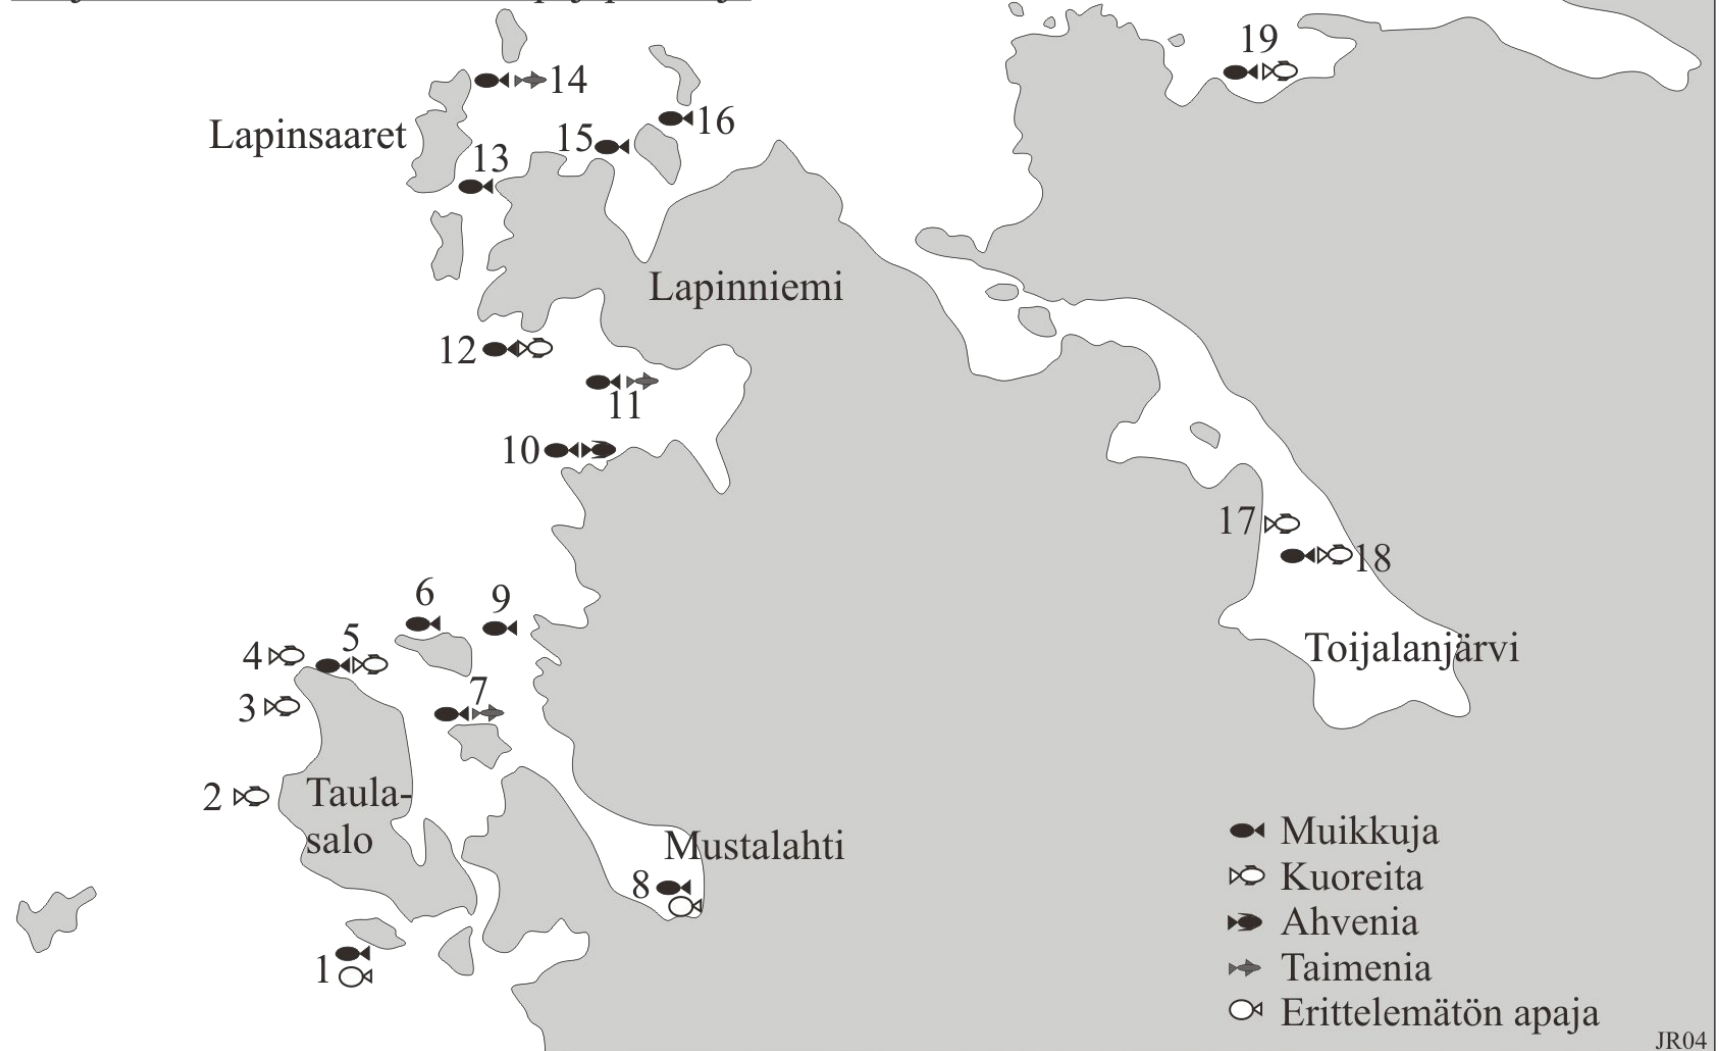 19
14
16
Lapinsaaret
15
13
Lapinniemi
12
11
10
17
18
6
9
5
4
Toijalanjärvi
7
3
2
Taula-
salo
Mustalahti
8
1
Muikkuja
Kuoreita
Ahvenia
Taimenia
Erittelemätön apaja
JR04